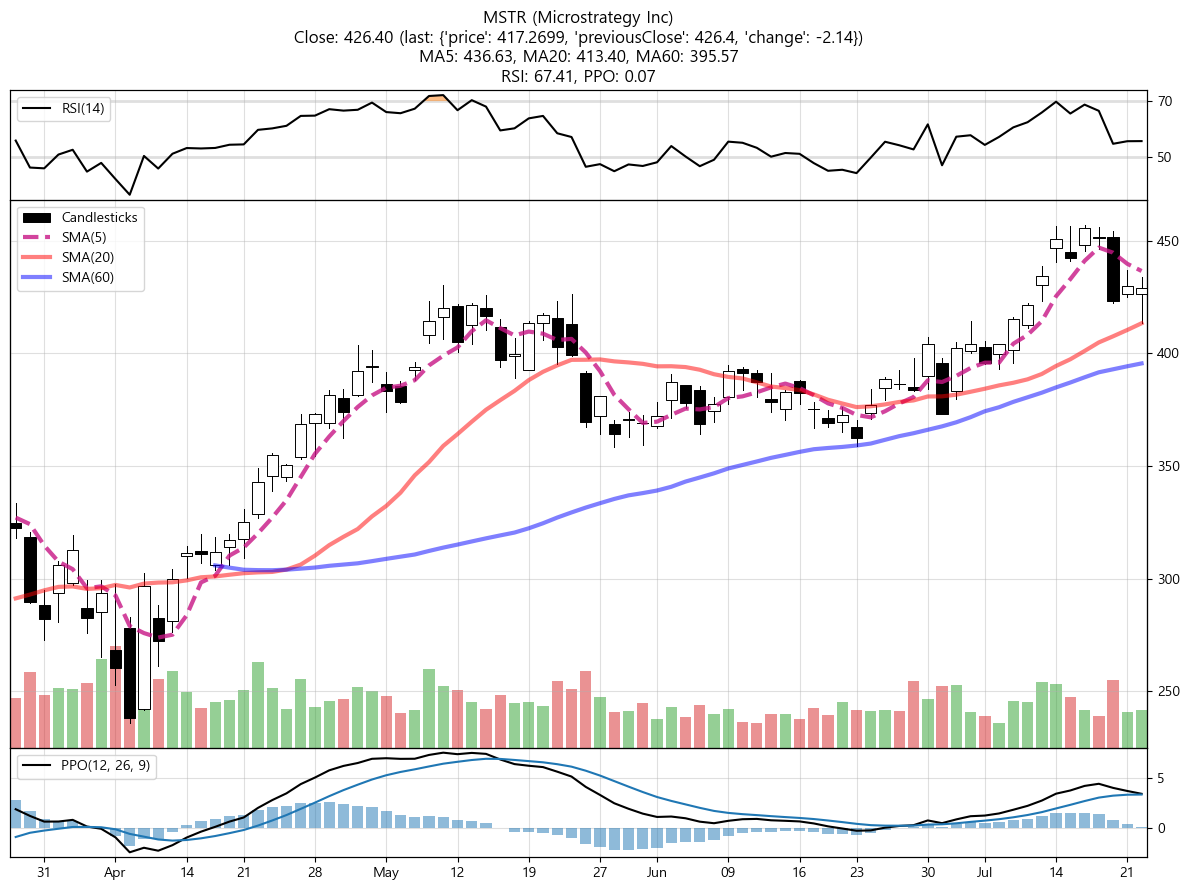 MSTR (Microstrategy Inc)
Close: 426.40 (last: {'price': 417.2699, 'previousClose': 426.4, 'change': -2.14})
MA5: 436.63, MA20: 413.40, MA60: 395.57
RSI: 67.41, PPO: 0.07
RSI(14)
70
50
Candlesticks
SMA(5)
SMA(20)
SMA(60)
450
400
350
300
250
PPO(12, 26, 9)
5
0
31 Apr 14 21 28 May 12 19 27 Jun 09 16 23 30 Jul 14 21